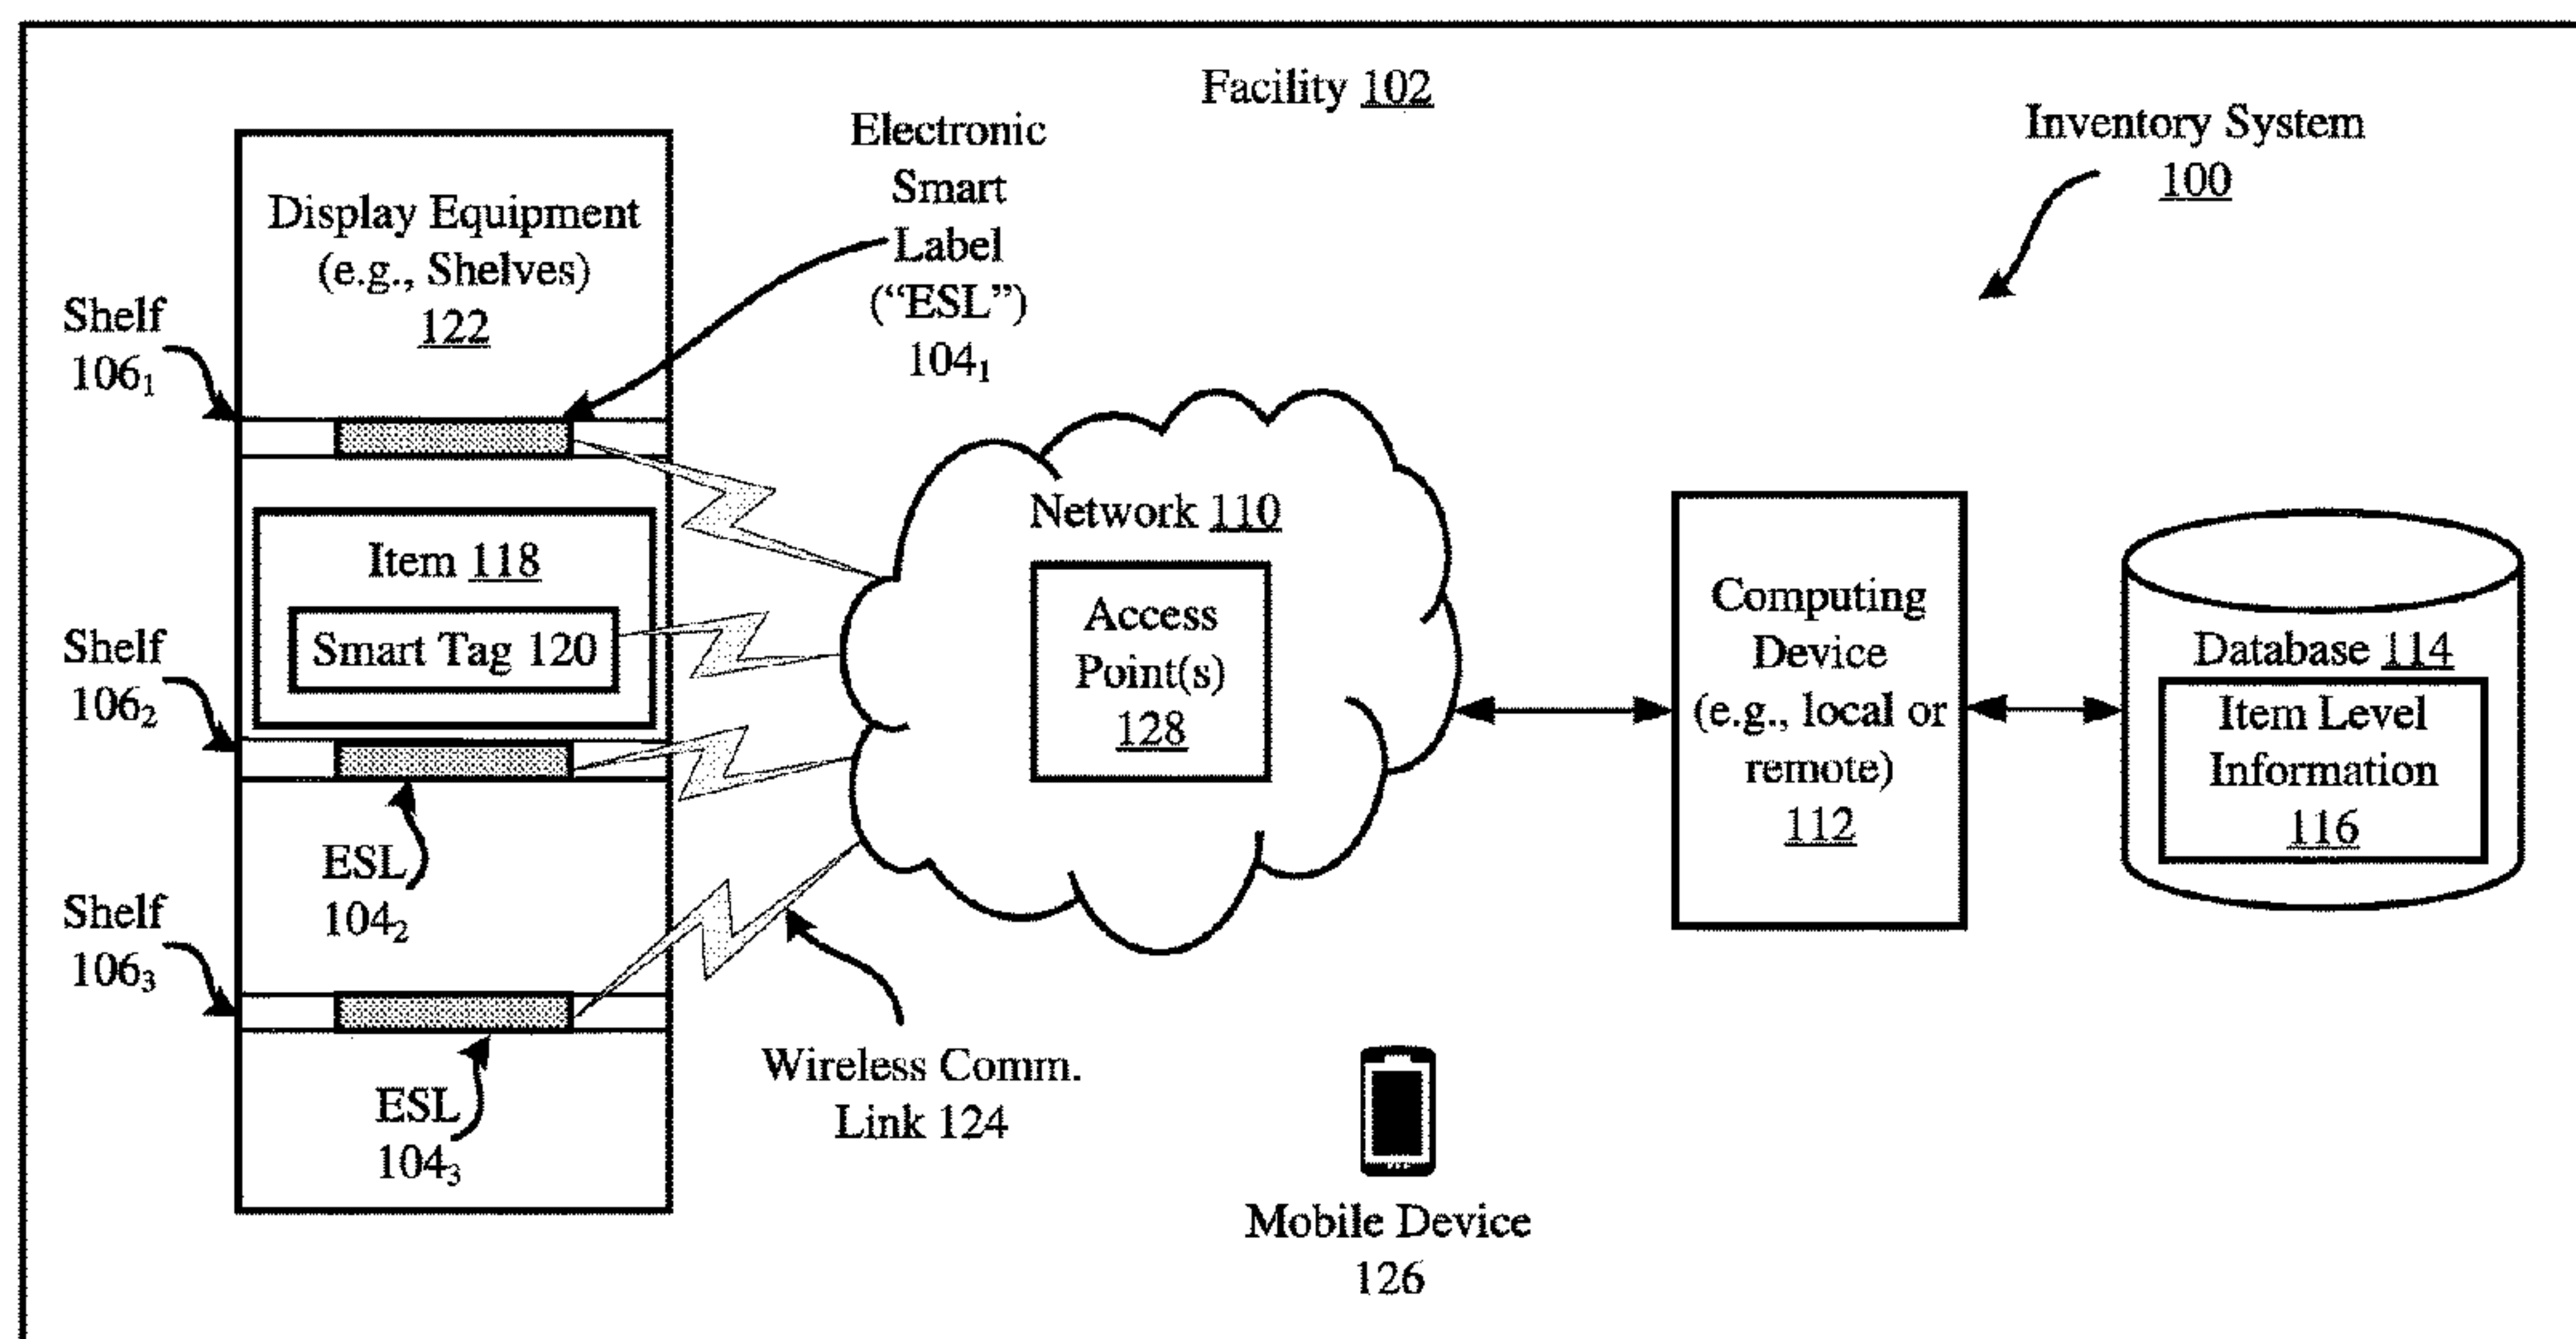 Facility 102
Inventory System
100
Electronic
Smart
Label
(“ESL”)
104₁
Display Equipment
(e.g., Shelves)
122
Shelf
106₁
Item 118
Smart Tag 120
Shelf
106₂
ESL
104₂
Shelf
106₃
ESL
104₃
Network 110
Access
Point(s)
128
Wireless Comm.
Link 124
Computing
Device
(e.g., local or
remote)
112
Database 114
Item Level
Information
116
Mobile Device
126